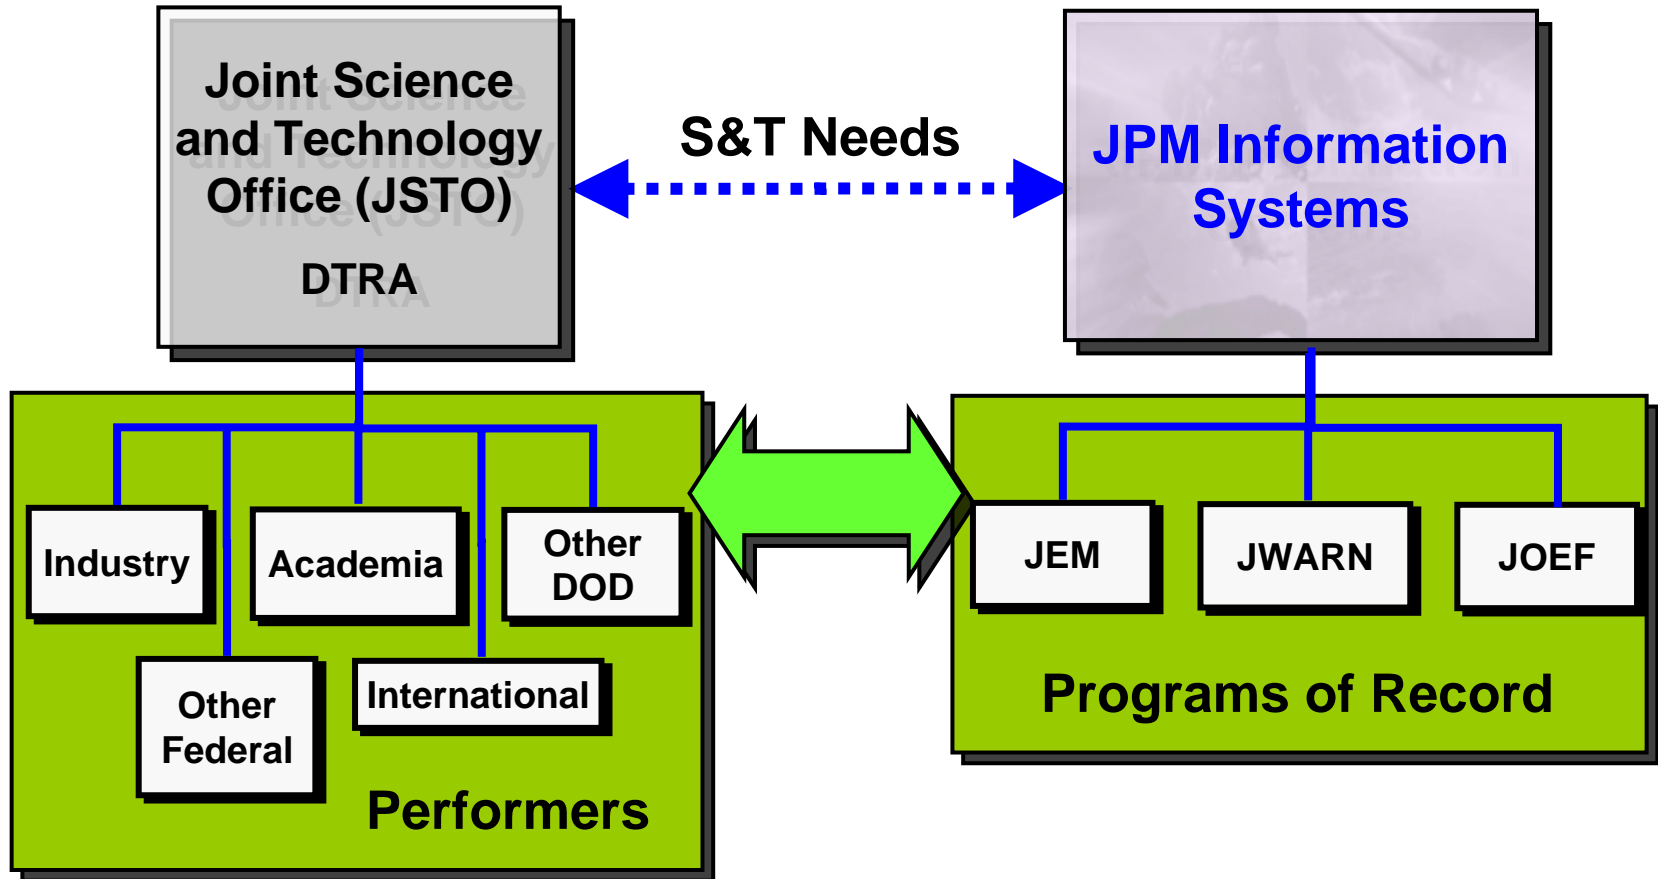 Joint Science
and Technology
Office (JSTO)
DTRA
S&T Needs
JPM Information
Systems
Industry
Academia
Other
DOD
Other
Federal
International
Performers
JEM
JWARN
JOEF
Programs of Record